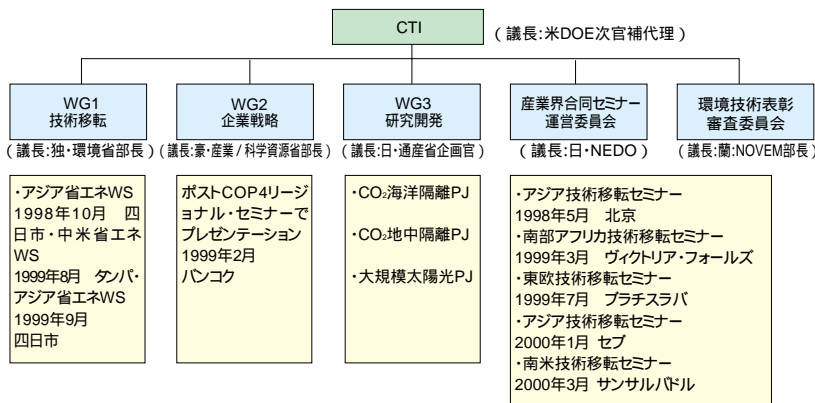 CTI
(議長:米DOE次官補代理)
WG1
技術移転
(議長:独・環境省部長)
WG2
企業戦略
(議長:豪・産業/科学資源省部長)
WG3
研究開発
(議長:日・通産省企画官)
産業界合同セミナー
運営委員会
(議長:日・NEDO)
環境技術表彰
審査委員会
(議長:蘭:NOVEM部長)
・アジア省エネWS
1998年10月 四
日市・中米省エネ
WS
1999年8月 タンパ・
アジア省エネWS
1999年9月
四日市
ポストCOP4リージ
ョナル・セミナーで
プレゼンテーション
1999年2月
バンコク
・CO₂海洋隔離PJ
・CO₂地中隔離PJ
・大規模太陽光PJ
・アジア技術移転セミナー
1998年5月 北京
・南部アフリカ技術移転セミナー
1999年3月 ヴィクトリア・フォールズ
・東欧技術移転セミナー
1999年7月 ブラチスラバ
・アジア技術移転セミナー
2000年1月 セブ
・南米技術移転セミナー
2000年3月 サンサルバドル